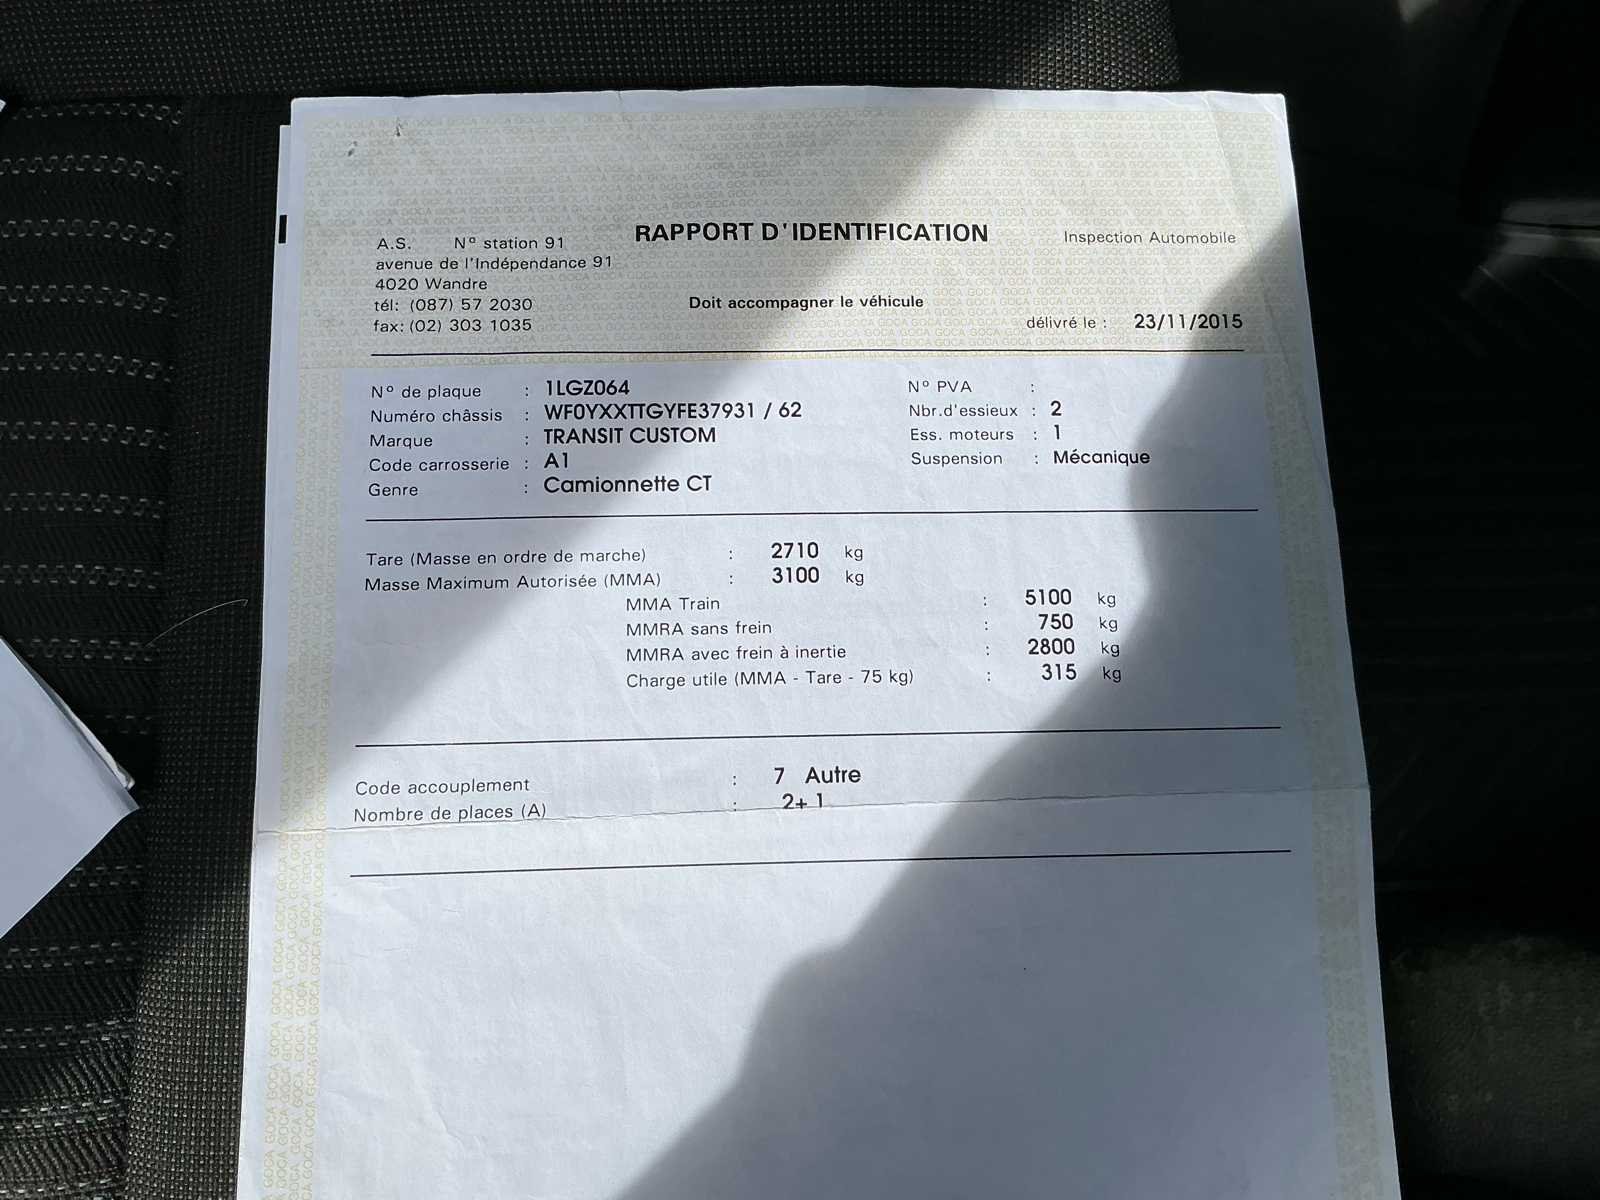 RAPPORT D'IDENTIFICATION
Inspection Automobile
A.S. N° station 91
avenue de l'Indépendance 91
4020 Wandre
tél: (087) 57 2030
fax: (02) 303 1035
Doit accompagner le véhicule
délivré le : 23/11/2015
N° de plaque : 1LGZ064
Numéro châssis : WF0YXXTTGYFE37931 / 62
Marque : TRANSIT CUSTOM
Code carrosserie : A1
Genre : Camionnette CT
N° PVA :
Nbr.d'essieux : 2
Ess. moteurs : 1
Suspension : Mécanique
Tare (Masse en ordre de marche) : 2710 kg
Masse Maximum Autorisée (MMA) : 3100 kg
MMA Train : 5100 kg
MMRA sans frein : 750 kg
MMRA avec frein à inertie : 2800 kg
Charge utile (MMA - Tare - 75 kg) : 315 kg
Code accouplement : 7 Autre
Nombre de places (A) : 2+ 1